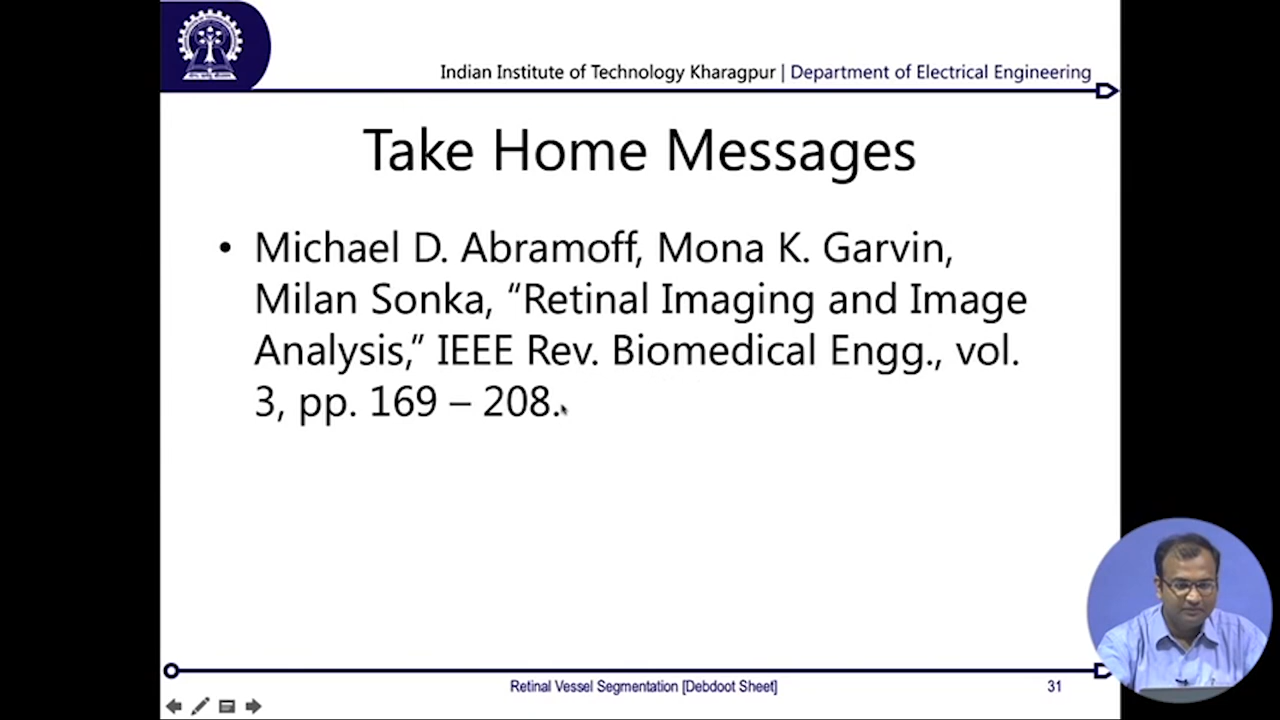 Indian Institute of Technology Kharagpur | Department of Electrical Engineering
Take Home Messages
• Michael D. Abramoff, Mona K. Garvin,
Milan Sonka, “Retinal Imaging and Image
Analysis,” IEEE Rev. Biomedical Engg., vol.
3, pp. 169 – 208.
Retinal Vessel Segmentation [Debdoot Sheet]
31